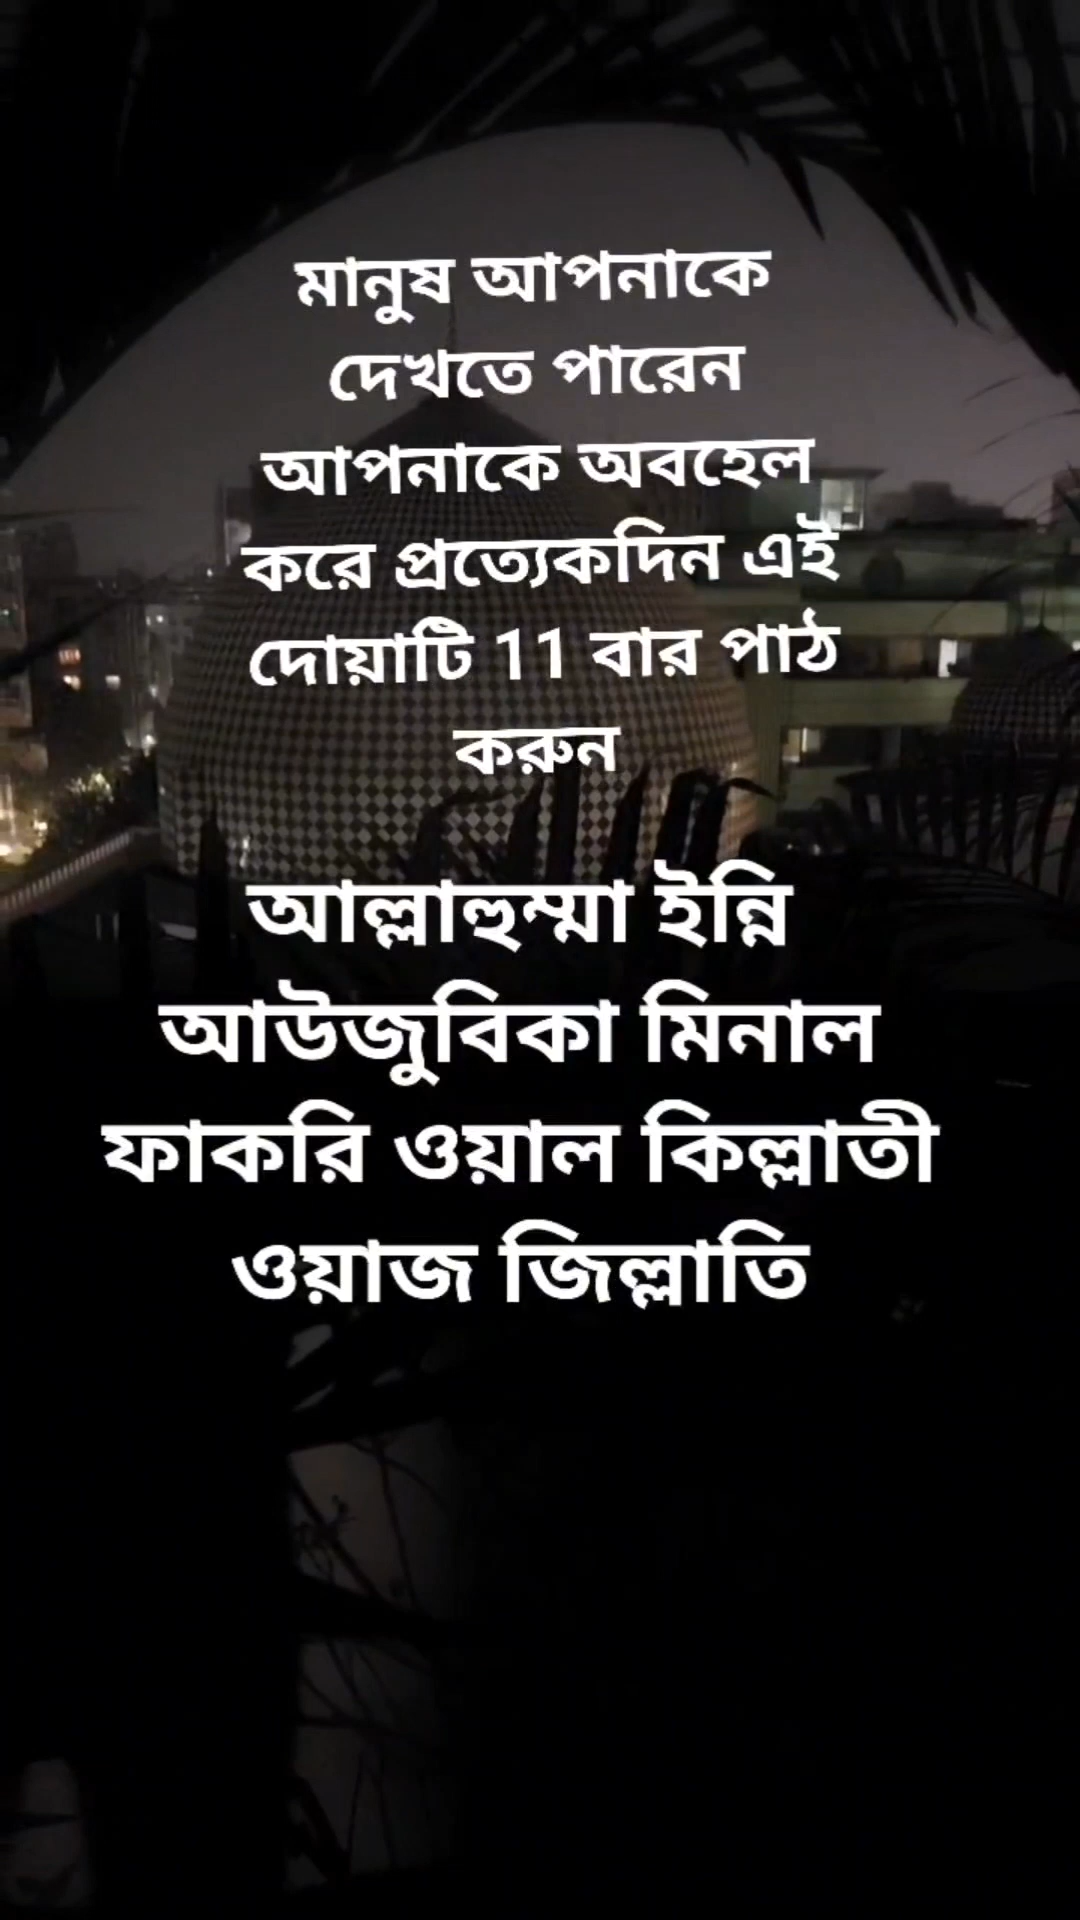 মানুষ আপনাকে
দেখতে পারেন
আপনাকে অবহেল
করে প্রত্যেকদিন এই
দোয়াটি 11 বার পাঠ
করুন
আল্লাহুম্মা ইন্নি
আউজুবিকা মিনাল
ফাকরি ওয়াল কিল্লাতী
ওয়াজ জিল্লাতি